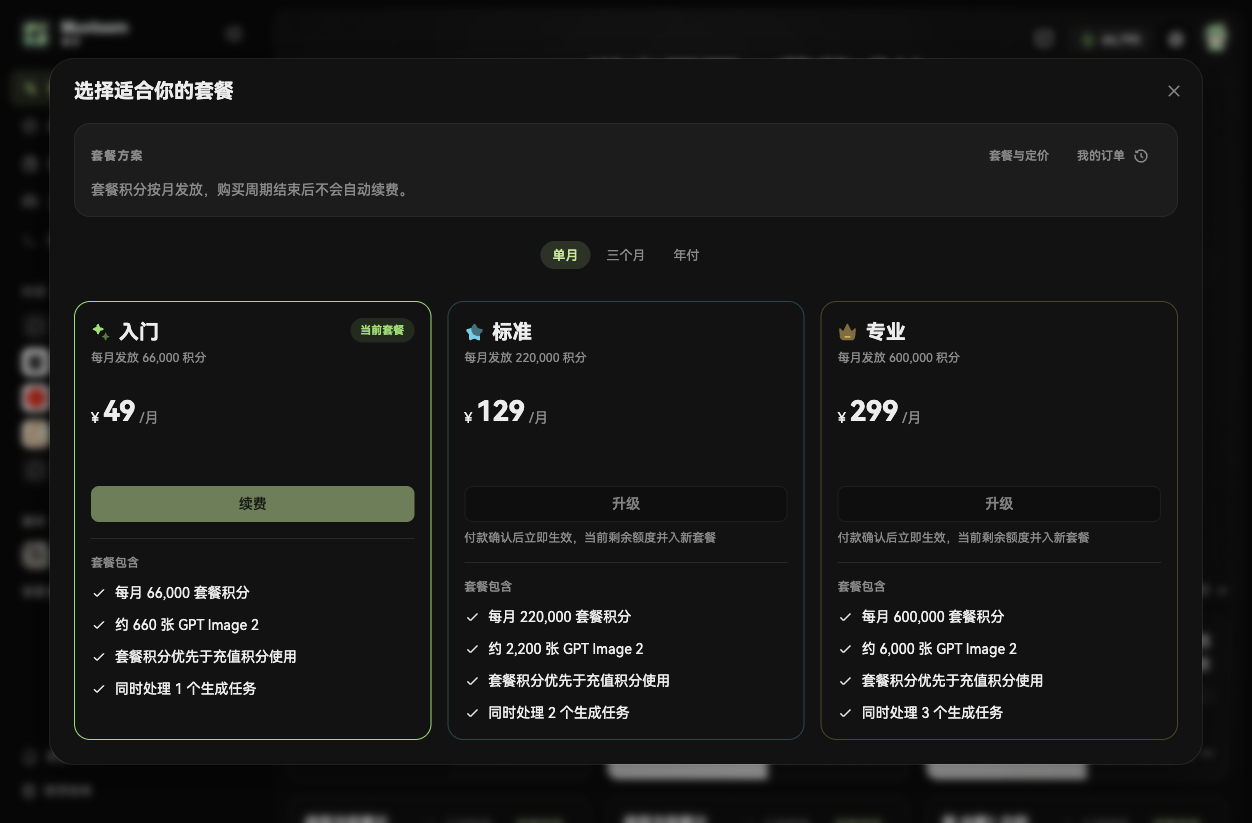 选择适合你的套餐
套餐方案
套餐与定价
我的订单
套餐积分按月发放，购买周期结束后不会自动续费。
单月
三个月
年付
入门
当前套餐
每月发放 66,000 积分
¥ 49 /月
续费
套餐包含
每月 66,000 套餐积分
约 660 张 GPT Image 2
套餐积分优先于充值积分使用
同时处理 1 个生成任务
标准
每月发放 220,000 积分
¥ 129 /月
升级
付款确认后立即生效，当前剩余额度并入新套餐
套餐包含
每月 220,000 套餐积分
约 2,200 张 GPT Image 2
套餐积分优先于充值积分使用
同时处理 2 个生成任务
专业
每月发放 600,000 积分
¥ 299 /月
升级
付款确认后立即生效，当前剩余额度并入新套餐
套餐包含
每月 600,000 套餐积分
约 6,000 张 GPT Image 2
套餐积分优先于充值积分使用
同时处理 3 个生成任务